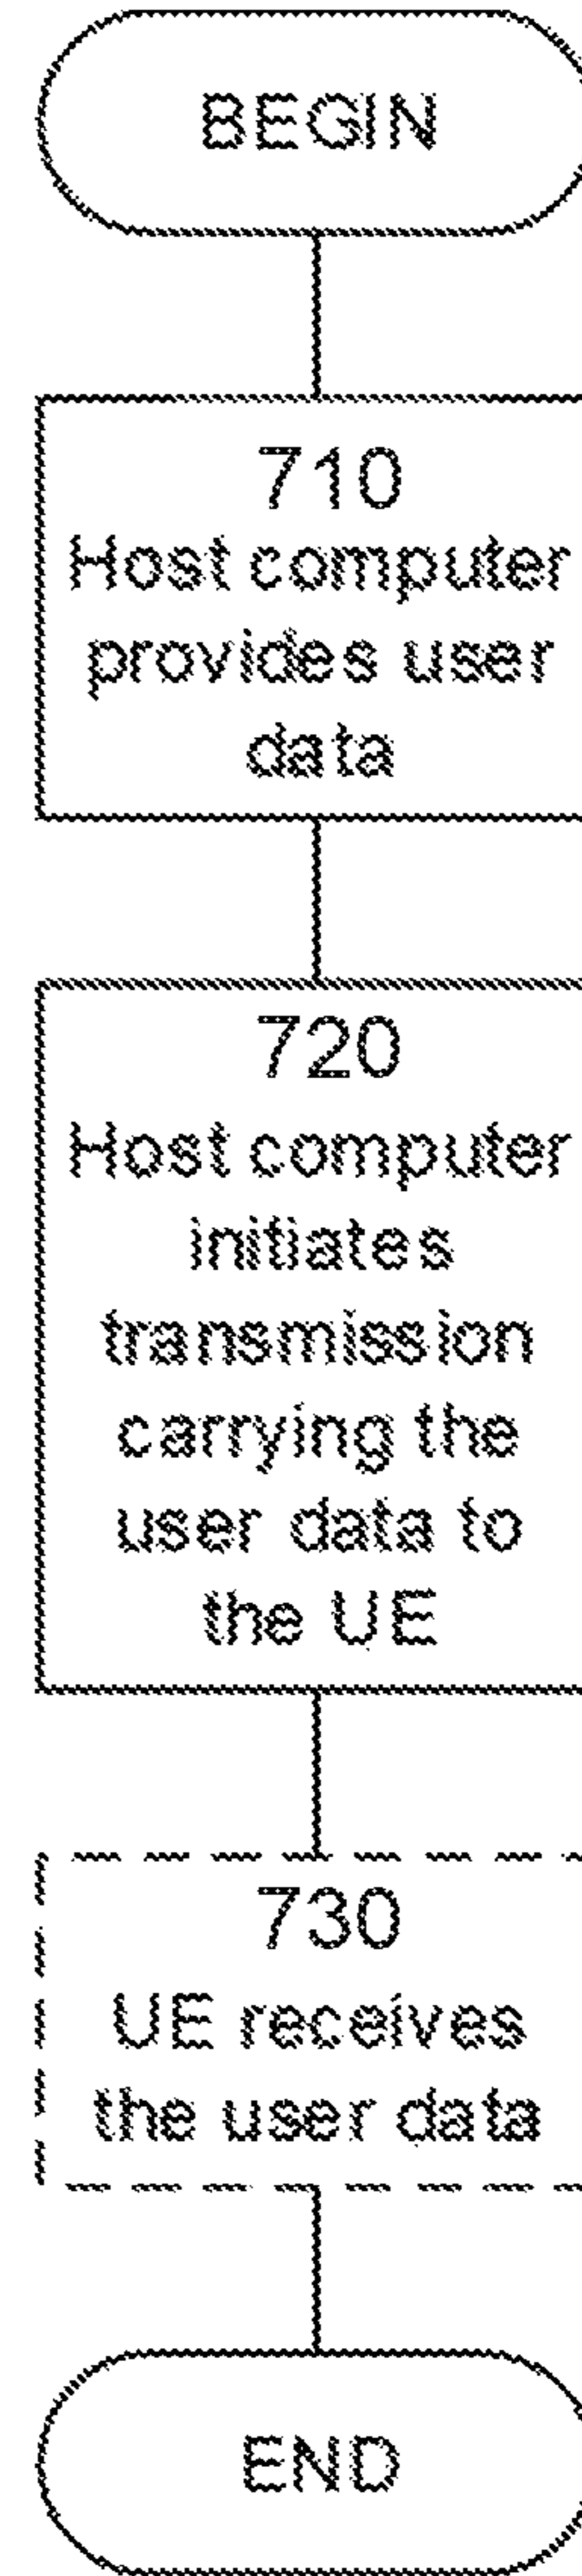 BEGIN
710
Host computer
provides user
data
720
Host computer
initiates
transmission
carrying the
user data to
the UE
730
UE receives
the user data
END